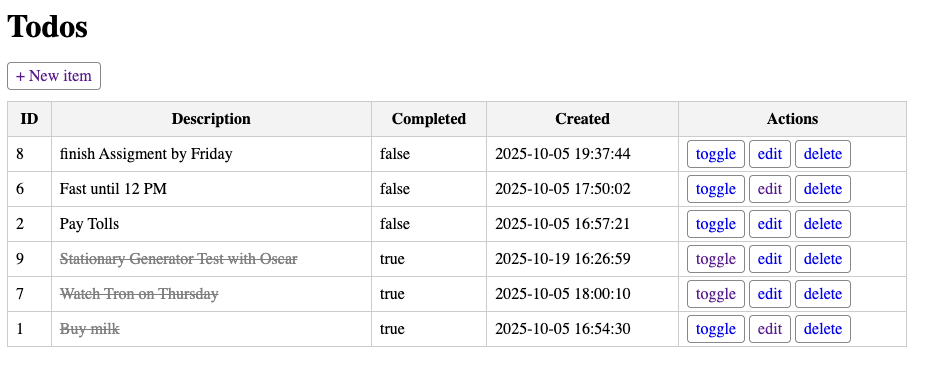 Todos
+ New item
ID Description Completed Created Actions
8 finish Assigment by Friday false 2025-10-05 19:37:44 toggle edit delete
6 Fast until 12 PM false 2025-10-05 17:50:02 toggle edit delete
2 Pay Tolls false 2025-10-05 16:57:21 toggle edit delete
9 Stationary Generator Test with Oscar true 2025-10-19 16:26:59 toggle edit delete
7 Watch Tron on Thursday true 2025-10-05 18:00:10 toggle edit delete
1 Buy milk true 2025-10-05 16:54:30 toggle edit delete